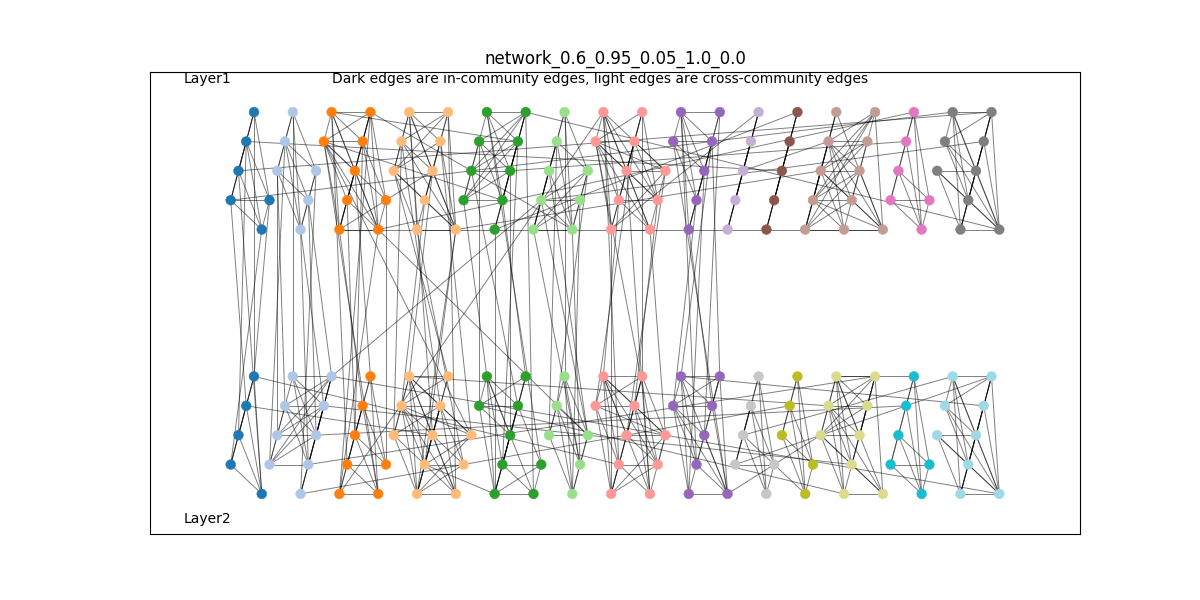 network_0.6_0.95_0.05_1.0_0.0
Layer1
Dark edges are in-community edges, light edges are cross-community edges
Layer2